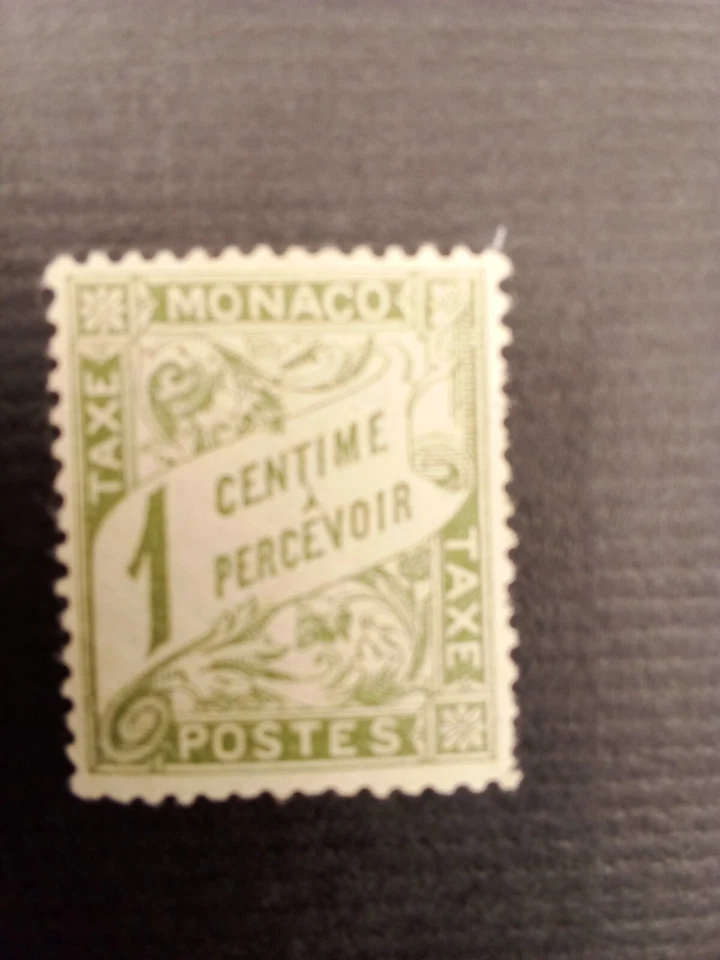 MONACO
TAXE
1
CENTIME
À
PERCEVOIR
TAXE
POSTES